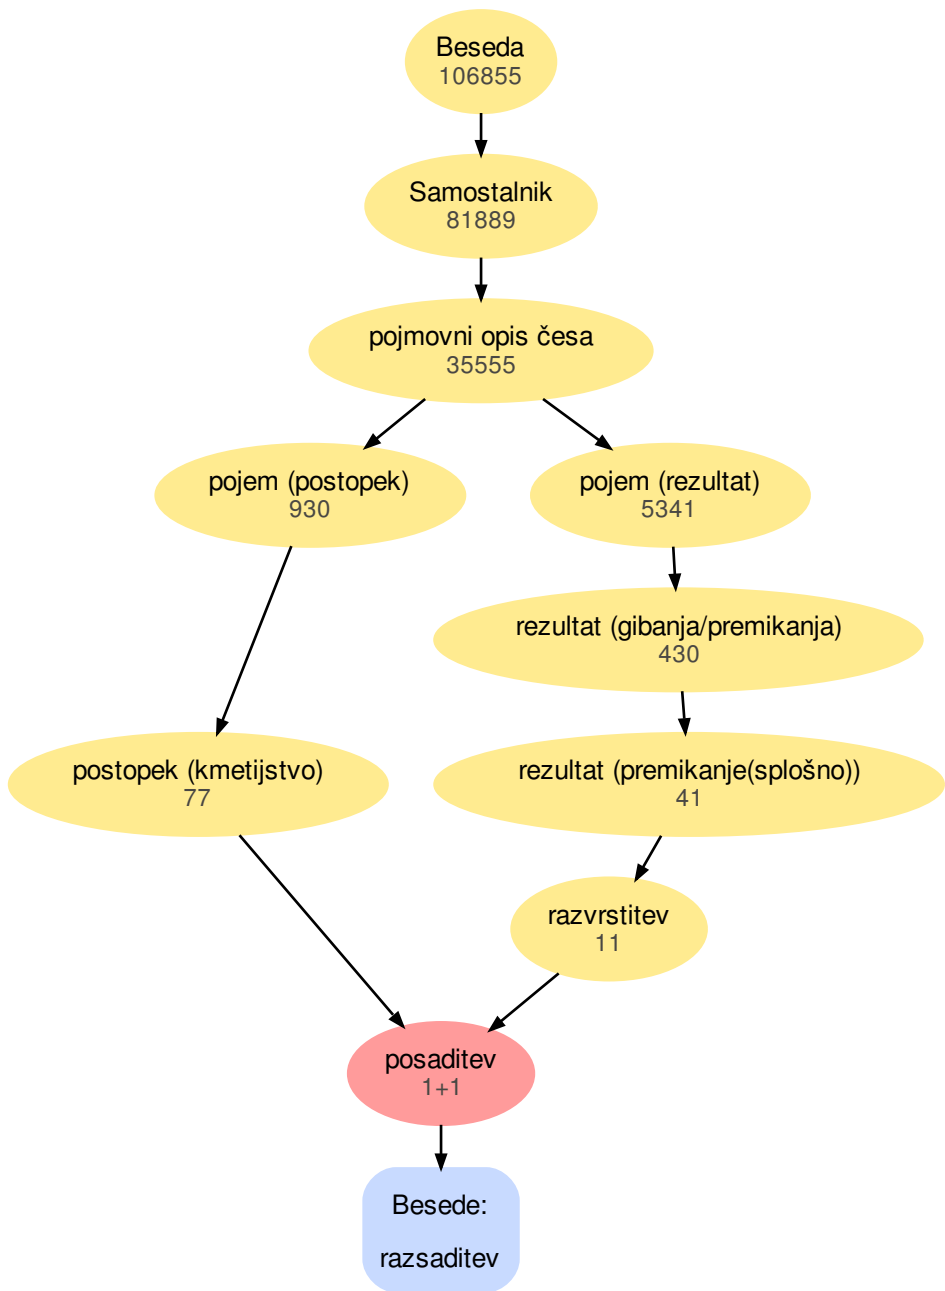 Beseda
106855
Samostalnik
81889
pojmovni opis česa
35555
pojem (postopek)
930
pojem (rezultat)
5341
rezultat (gibanja/premikanja)
430
postopek (kmetijstvo)
77
rezultat (premikanje(splošno))
41
razvrstitev
11
posaditev
1+1
Besede:
razsaditev